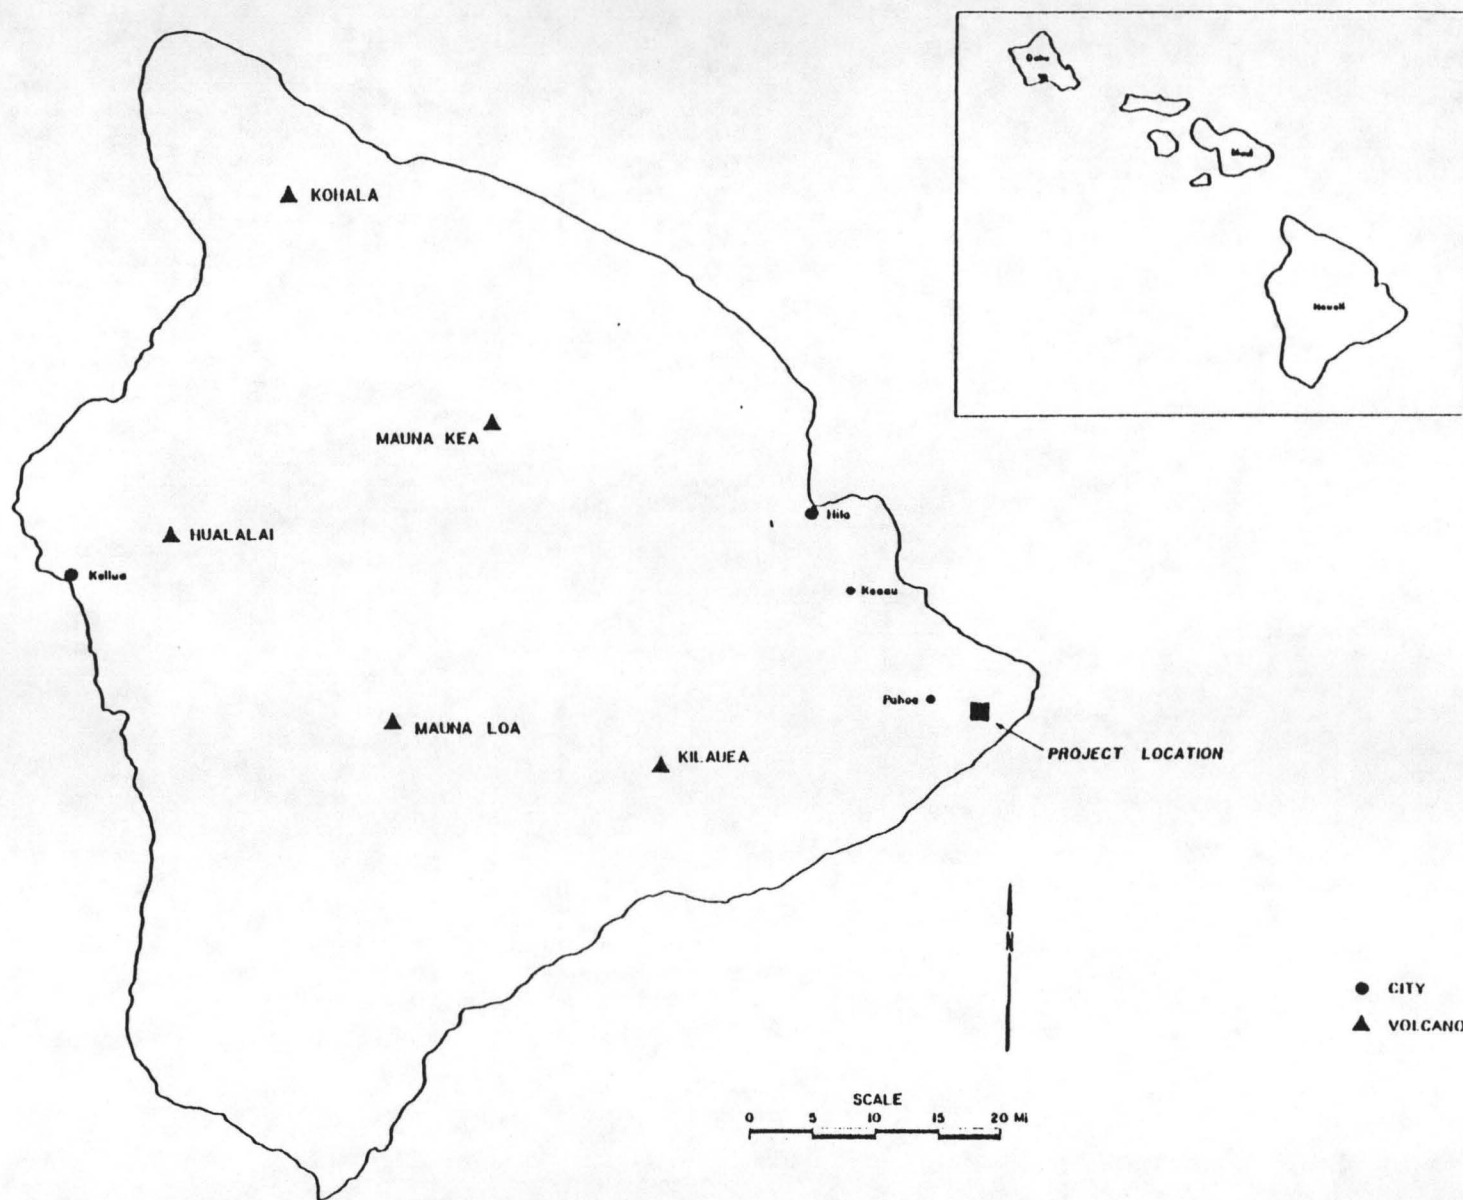 Oahu
Maui
Hawaii
KOHALA
MAUNA KEA
HUALALAI
Hilo
Kailua
Keaau
Pahoa
MAUNA LOA
KILAUEA
PROJECT LOCATION
N
CITY
VOLCANO
SCALE
0 5 10 15 20 Mi